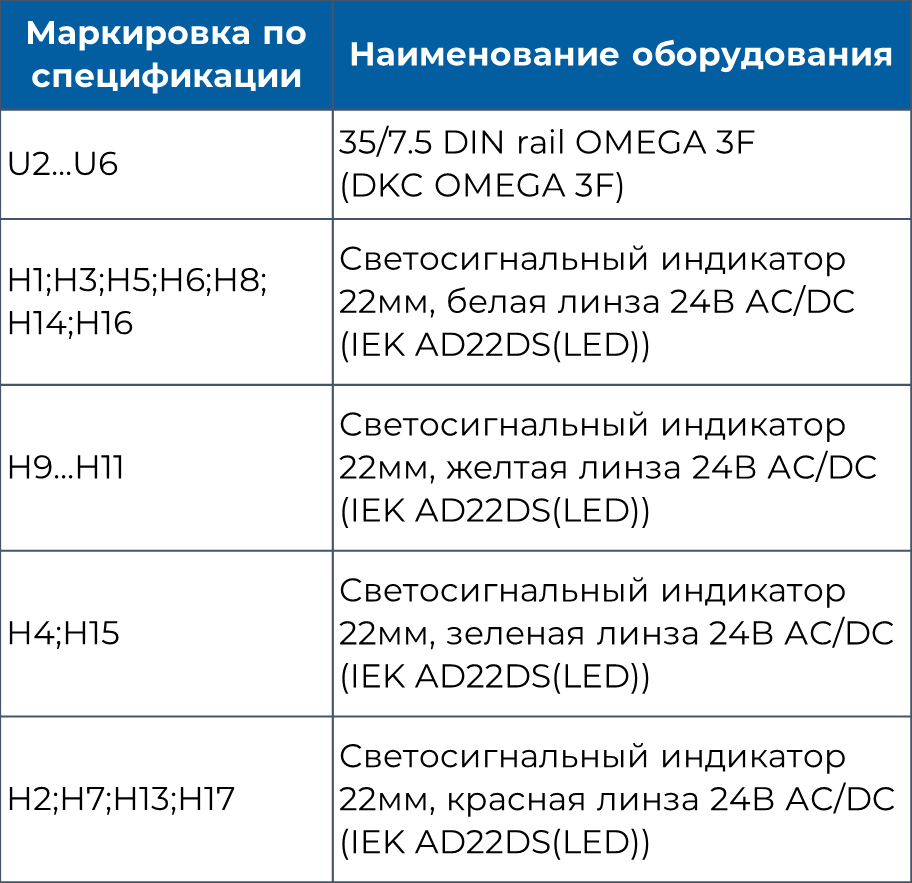 Маркировка по
спецификации
Наименование оборудования
U2...U6
35/7.5 DIN rail OMEGA 3F
(DKC OMEGA 3F)
H1;H3;H5;H6;H8;
H14;H16
Светосигнальный индикатор
22мм, белая линза 24В AC/DC
(IEK AD22DS(LED))
H9...H11
Светосигнальный индикатор
22мм, желтая линза 24В AC/DC
(IEK AD22DS(LED))
H4;H15
Светосигнальный индикатор
22мм, зеленая линза 24В AC/DC
(IEK AD22DS(LED))
H2;H7;H13;H17
Светосигнальный индикатор
22мм, красная линза 24В AC/DC
(IEK AD22DS(LED))